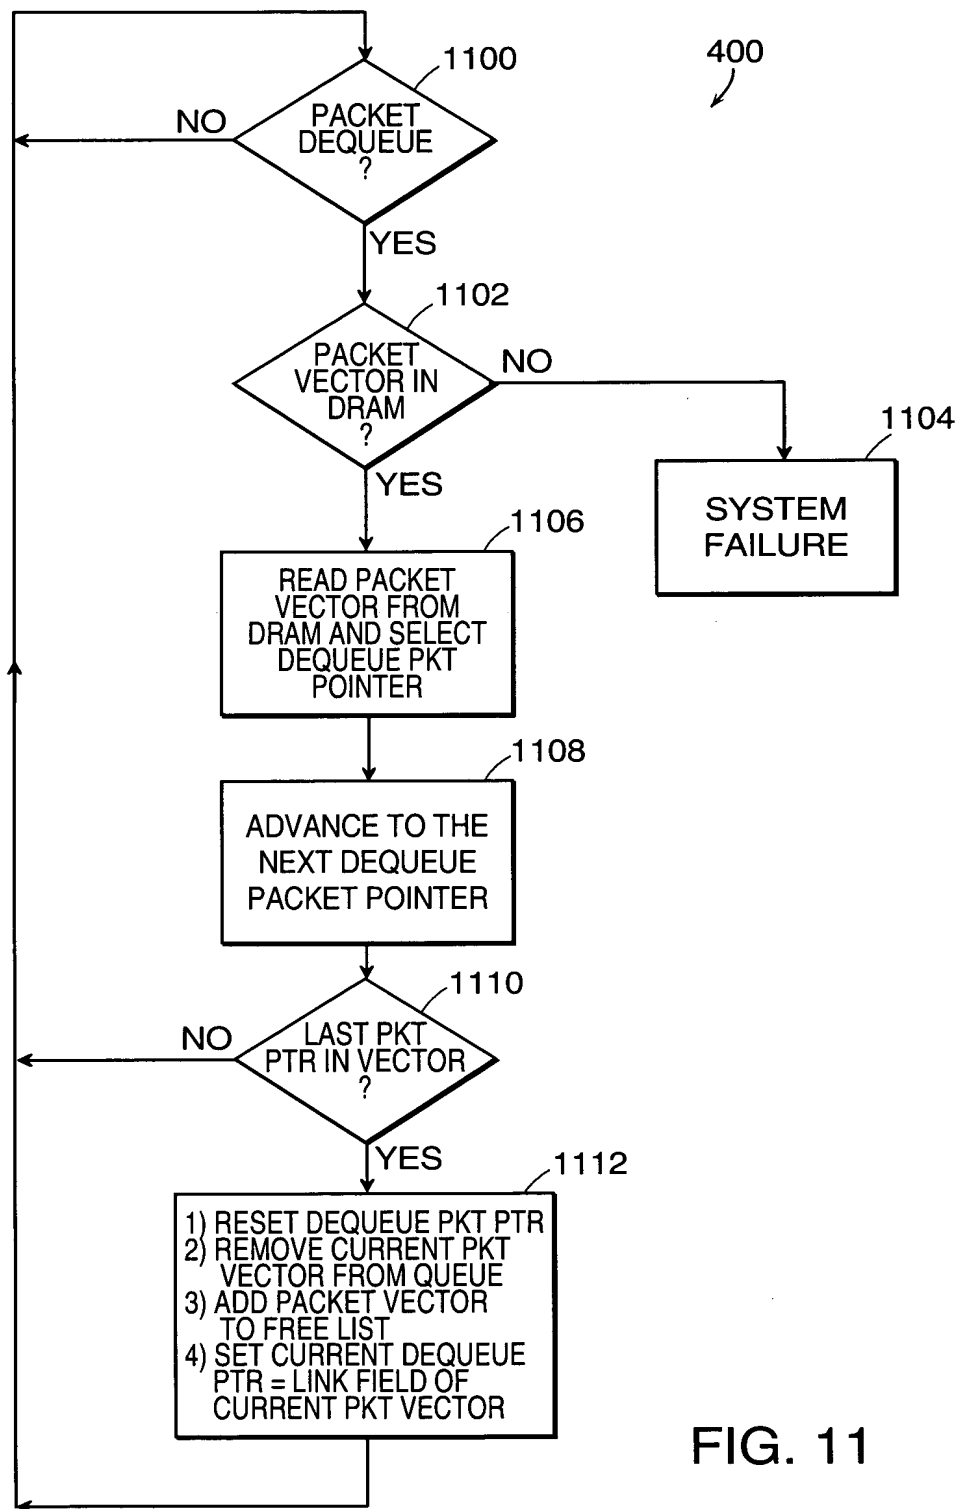 1100
400
PACKET
DEQUEUE
?
NO
YES
1102
PACKET
VECTOR IN
DRAM
?
NO
YES
1104
SYSTEM
FAILURE
1106
READ PACKET
VECTOR FROM
DRAM AND SELECT
DEQUEUE PKT
POINTER
1108
ADVANCE TO THE
NEXT DEQUEUE
PACKET POINTER
1110
LAST PKT
PTR IN VECTOR
?
NO
YES
1112
1) RESET DEQUEUE PKT PTR
2) REMOVE CURRENT PKT
VECTOR FROM QUEUE
3) ADD PACKET VECTOR
TO FREE LIST
4) SET CURRENT DEQUEUE
PTR = LINK FIELD OF
CURRENT PKT VECTOR
FIG. 11